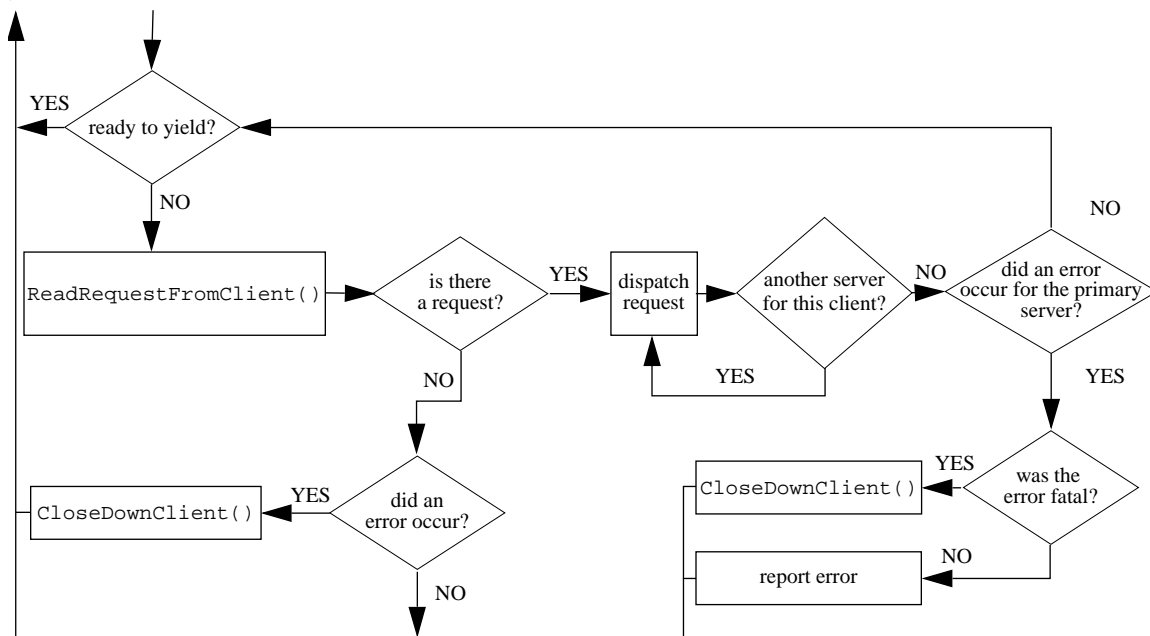 YES
ready to yield?
NO
NO
ReadRequestFromClient()
is there
a request?
YES
dispatch
request
another server
for this client?
NO
did an error
occur for the primary
server?
NO
YES
YES
CloseDownClient()
YES
did an
error occur?
CloseDownClient()
YES
was the
error fatal?
NO
report error
NO